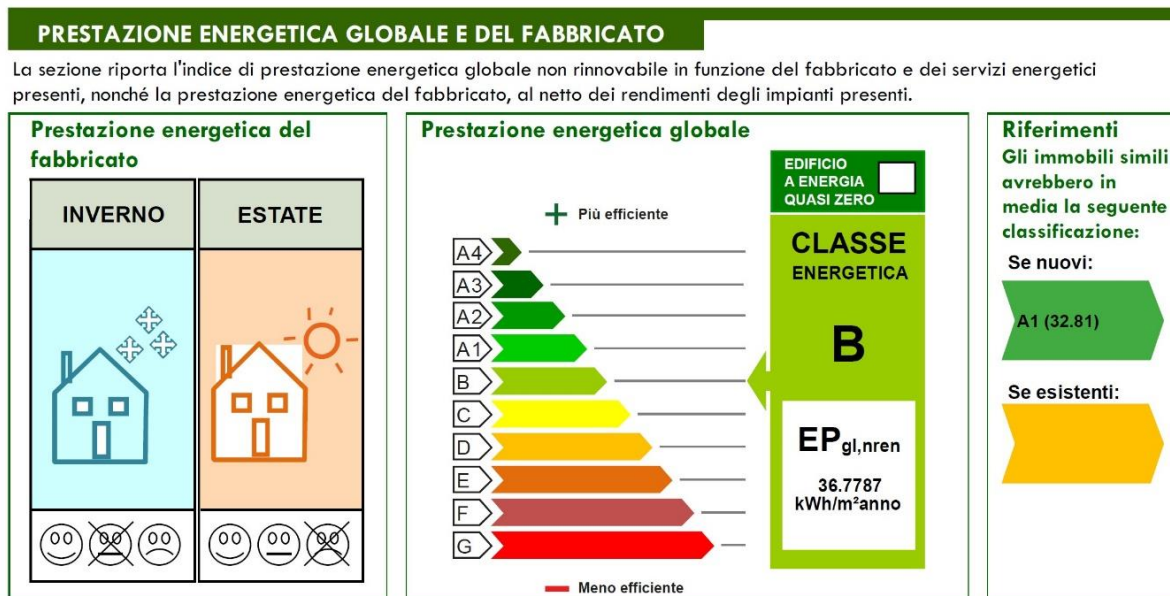 PRESTAZIONE ENERGETICA GLOBALE E DEL FABBRICATO
La sezione riporta l'indice di prestazione energetica globale non rinnovabile in funzione del fabbricato e dei servizi energetici
presenti, nonché la prestazione energetica del fabbricato, al netto dei rendimenti degli impianti presenti.
Prestazione energetica del
fabbricato
INVERNO
ESTATE
Prestazione energetica globale
Più efficiente
A4
A3
A2
A1
B
C
D
E
F
G
Meno efficiente
EDIFICIO
A ENERGIA
QUASI ZERO
CLASSE
ENERGETICA
B
EPgl,nren
36.7787
kWh/m²anno
Riferimenti
Gli immobili simili
avrebbero in
media la seguente
classificazione:
Se nuovi:
A1 (32.81)
Se esistenti: